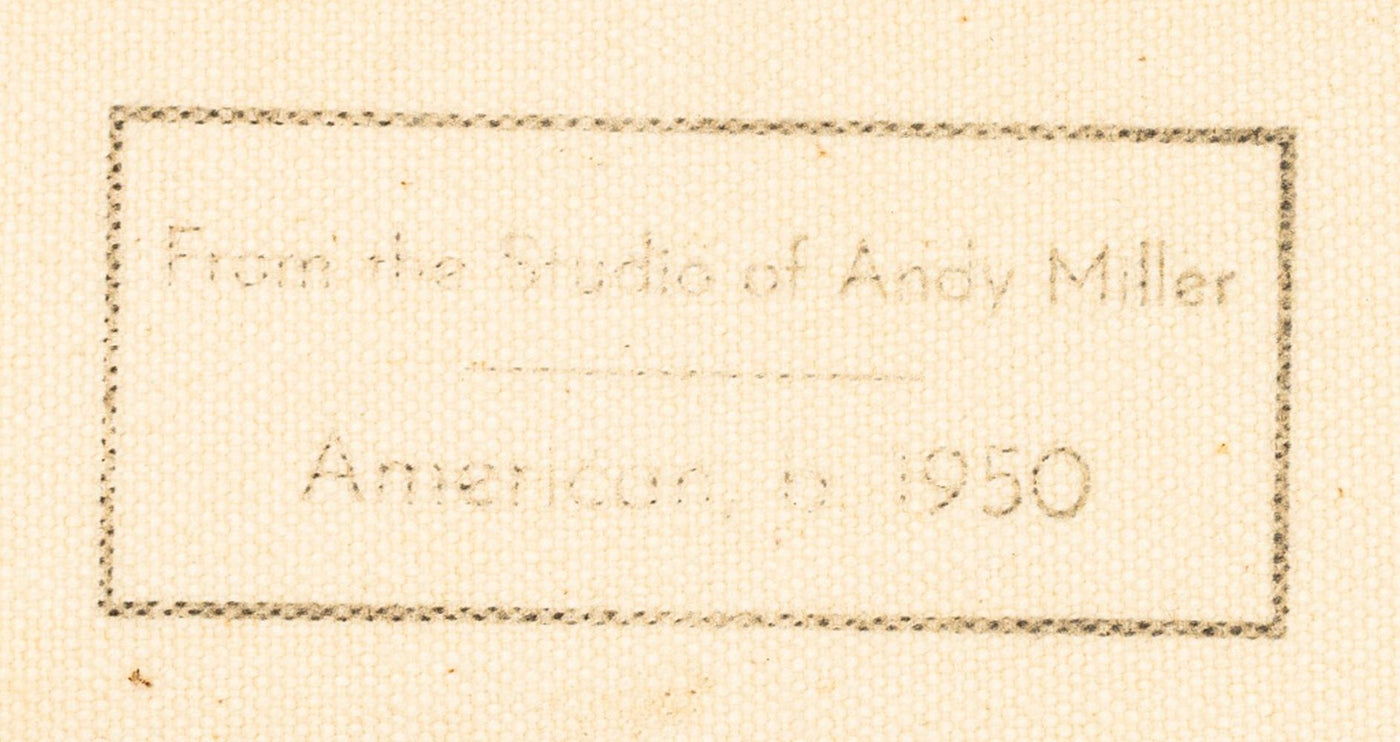 From the Studio of Andy Miller
American, b. 1950